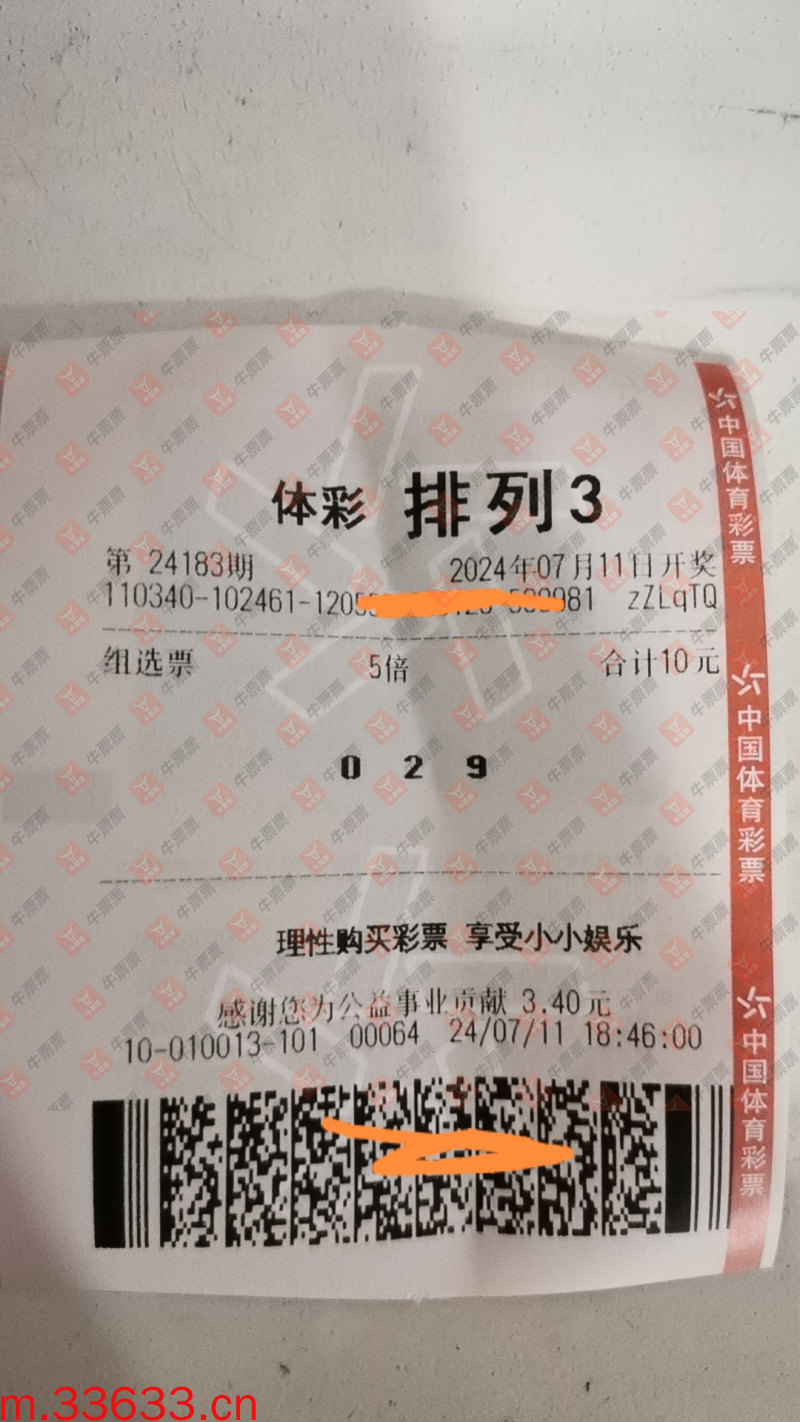 体彩 排列3
第 24183期 2024年07月11日开奖
110340-102461-1205 981 zZLqTQ
组选票 5倍 合计10元
0 2 9
理性购买彩票 享受小小娱乐
感谢您为公益事业贡献 3.40元
10-010013-101 00064 24/07/11 18:46:00
中国体育彩票
中国体育彩票
中国体育彩票
牛票票
m.33633.cn